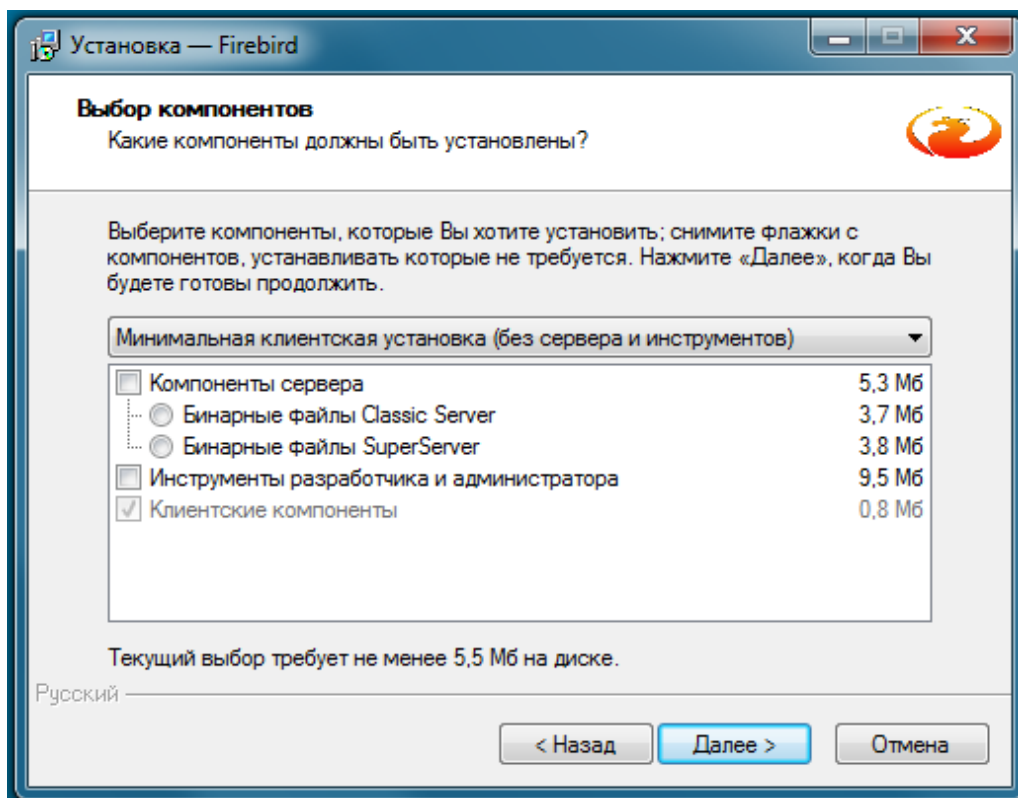 Установка — Firebird
Выбор компонентов
Какие компоненты должны быть установлены?
Выберите компоненты, которые Вы хотите установить; снимите флажки с
компонентов, устанавливать которые не требуется. Нажмите «Далее», когда Вы
будете готовы продолжить.
Минимальная клиентская установка (без сервера и инструментов)
Компоненты сервера 5,3 Мб
Бинарные файлы Classic Server 3,7 Мб
Бинарные файлы SuperServer 3,8 Мб
Инструменты разработчика и администратора 9,5 Мб
Клиентские компоненты 0,8 Мб
Текущий выбор требует не менее 5,5 Мб на диске.
Русский
< Назад Далее > Отмена